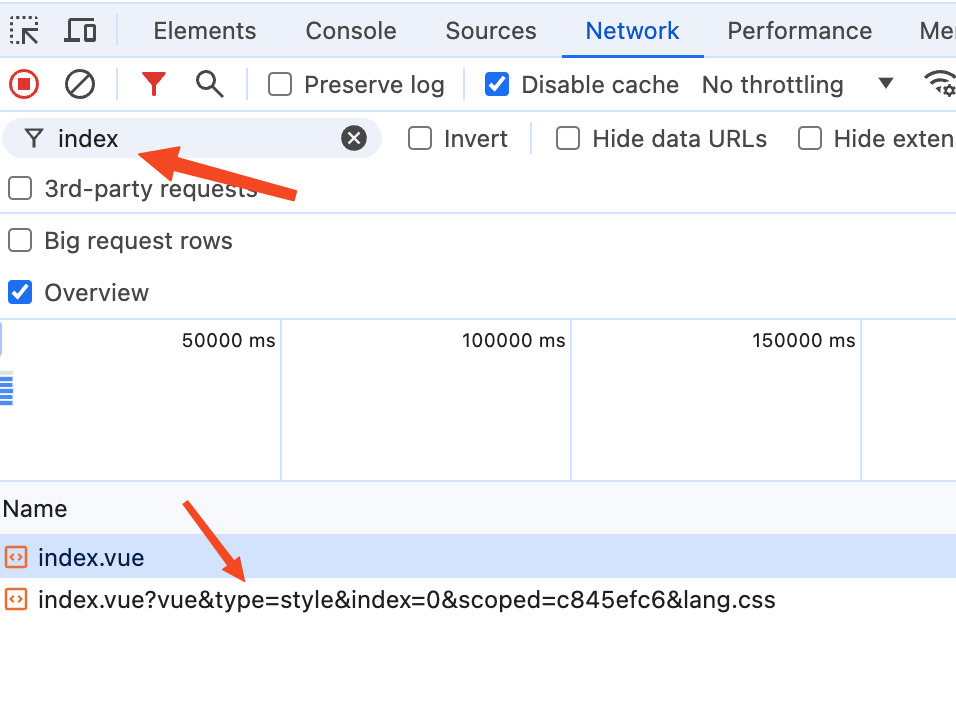 Elements Console Sources Network Performance Me
Preserve log Disable cache No throttling
index Invert Hide data URLs Hide exten
3rd-party requests
Big request rows
Overview
50000 ms 100000 ms 150000 ms
Name
index.vue
index.vue?vue&type=style&index=0&scoped=c845efc6&lang.css